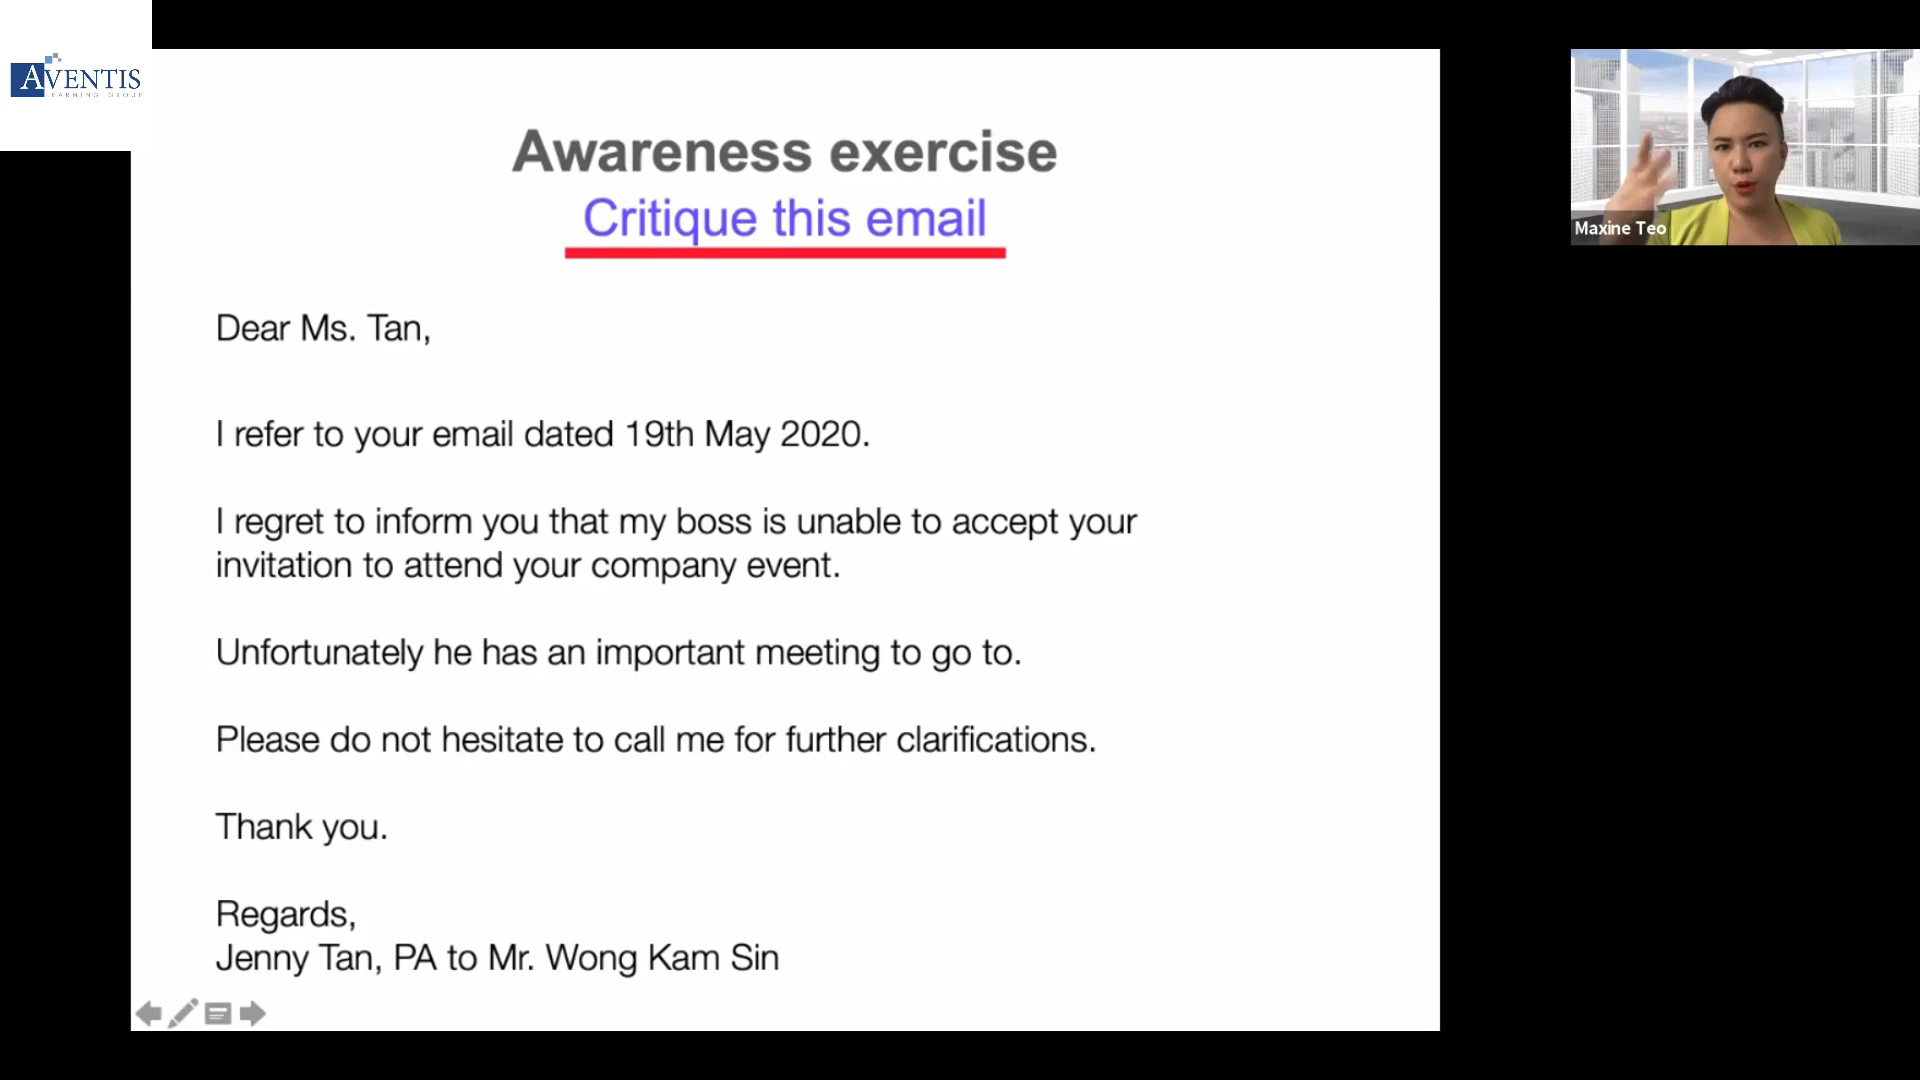 AVENTIS
LEARNING GROUP
Awareness exercise
Critique this email
Dear Ms. Tan,
I refer to your email dated 19th May 2020.
I regret to inform you that my boss is unable to accept your
invitation to attend your company event.
Unfortunately he has an important meeting to go to.
Please do not hesitate to call me for further clarifications.
Thank you.
Regards,
Jenny Tan, PA to Mr. Wong Kam Sin
Maxine Teo